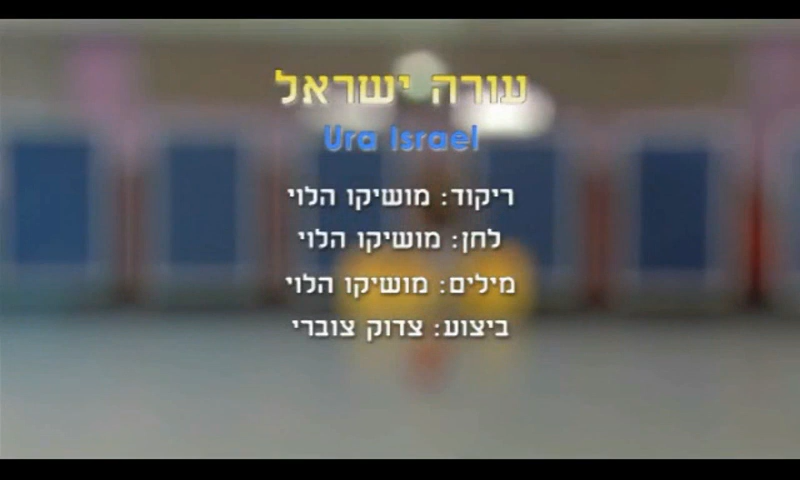 עורה ישראל
Ura Israel
ריקוד: מושיקו הלוי
לחן: מושיקו הלוי
מילים: מושיקו הלוי
ביצוע: צדוק צוברי